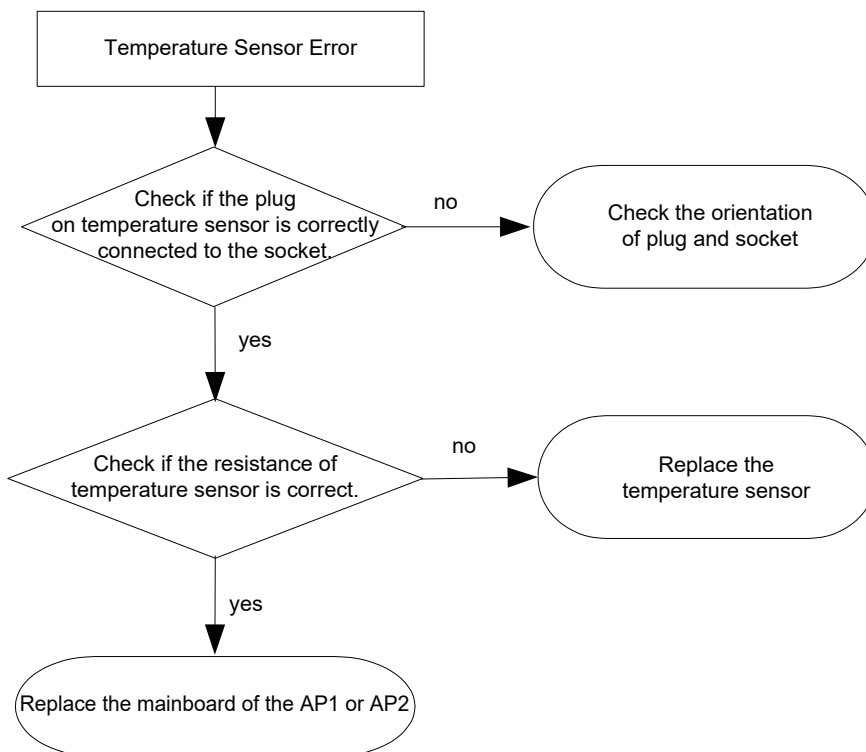 Temperature Sensor Error
Check if the plug
on temperature sensor is correctly
connected to the socket.
no
Check the orientation
of plug and socket
yes
Check if the resistance of
temperature sensor is correct.
no
Replace the
temperature sensor
yes
Replace the mainboard of the AP1 or AP2